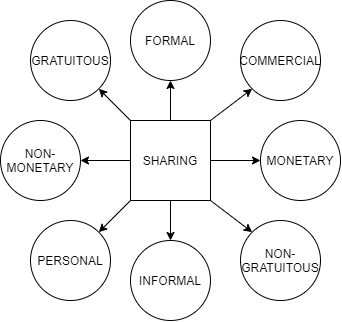 FORMAL
GRATUITOUS
COMMERCIAL
NON-
MONETARY
SHARING
MONETARY
PERSONAL
INFORMAL
NON-
GRATUITOUS